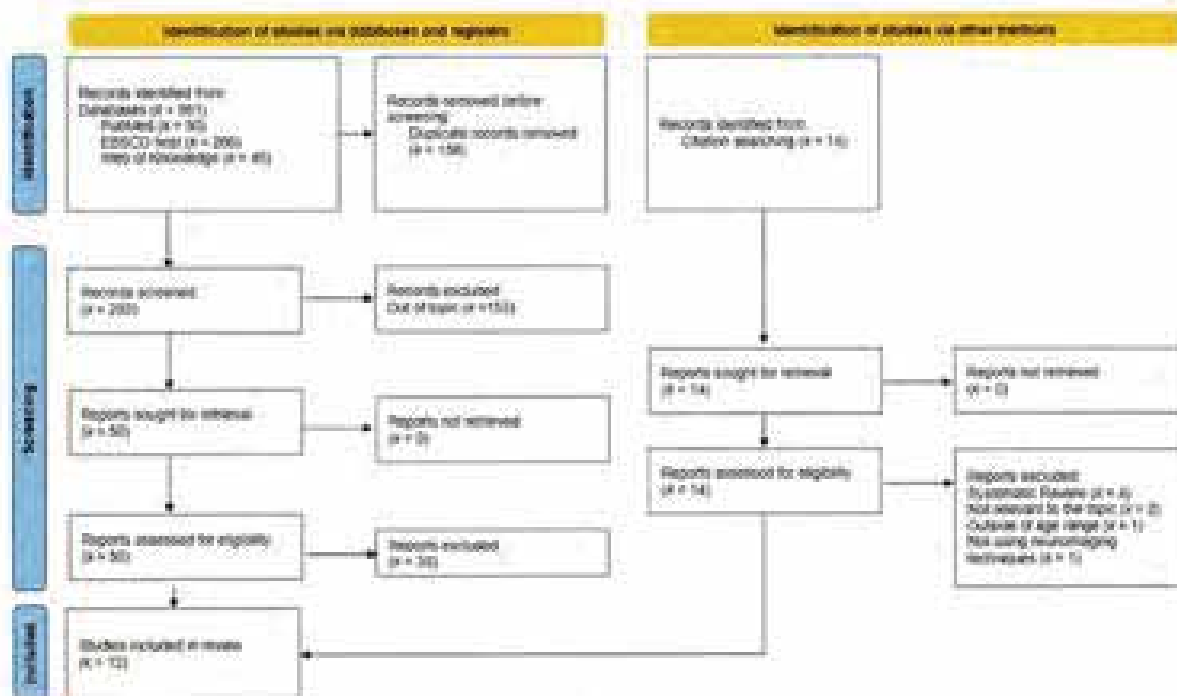 Identification of studies via databases and registers
Identification of studies via other methods
Identification
Records identified from
Databases (n = 361)
PubMed (n = 50)
EBSCO host (n = 266)
Web of Knowledge (n = 45)
Records removed before
screening:
Duplicate records removed
Records identified from
Citation searching (n = 14)
Screening
Records screened
Records excluded
Out of topic
Reports sought for retrieval
(n = 50)
Reports not retrieved
(n = 0)
Reports sought for retrieval
(n = 14)
Reports not retrieved
(n = 0)
Reports assessed for eligibility
(n = 50)
Reports excluded
Reports assessed for eligibility
(n = 14)
Reports excluded:
Systematic Review
Not relevant to the topic (n = 2)
Outside of age range (n = 1)
Not using neuroimaging
techniques (n = 1)
Included
Studies included in review